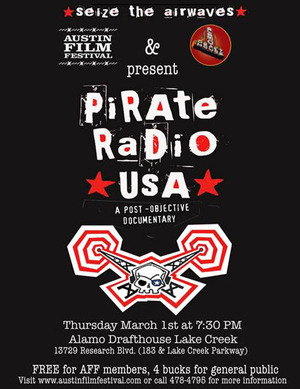 ★ seize the airwaves ★
AUSTIN
FILM
FESTIVAL
&
present
PiRAte
RaDio
★USA★
A POST-OBJECTIVE
DOCUMENTARY
Thursday March 1st at 7:30 PM
Alamo Drafthouse Lake Creek
13729 Research Blvd. (183 & Lake Creek Parkway)
FREE for AFF members, 4 bucks for general public
Visit www.austinfilmfestival.com or call 478-4795 for more information